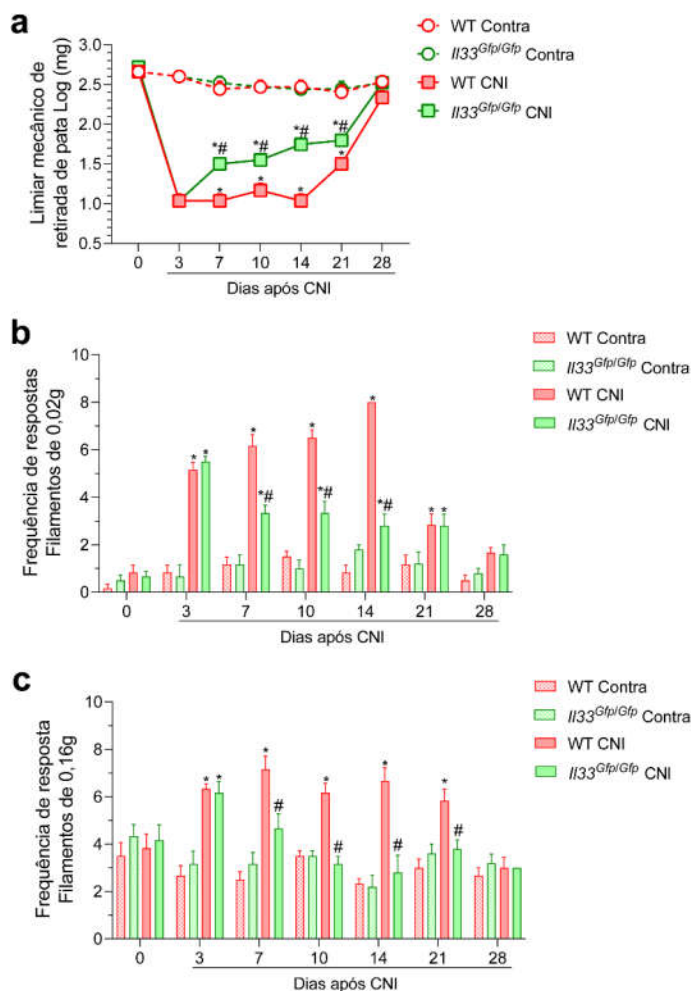 a
Limiar mecânico de
retirada de pata Log (mg)
3.0
2.5
2.0
1.5
1.0
0.5
*# *# *# *#
* * * *
0 3 7 10 14 21 28
Dias após CNI
WT Contra
Il33Gfp/Gfp Contra
WT CNI
Il33Gfp/Gfp CNI
b
Frequência de respostas
Filamentos de 0,02g
10
8
6
4
2
0
* * * *# * *# * *# * *
0 3 7 10 14 21 28
Dias após CNI
WT Contra
Il33Gfp/Gfp Contra
WT CNI
Il33Gfp/Gfp CNI
c
Frequência de resposta
Filamentos de 0,16g
10
8
6
4
2
0
* * * # * # * # * #
0 3 7 10 14 21 28
Dias após CNI
WT Contra
Il33Gfp/Gfp Contra
WT CNI
Il33Gfp/Gfp CNI